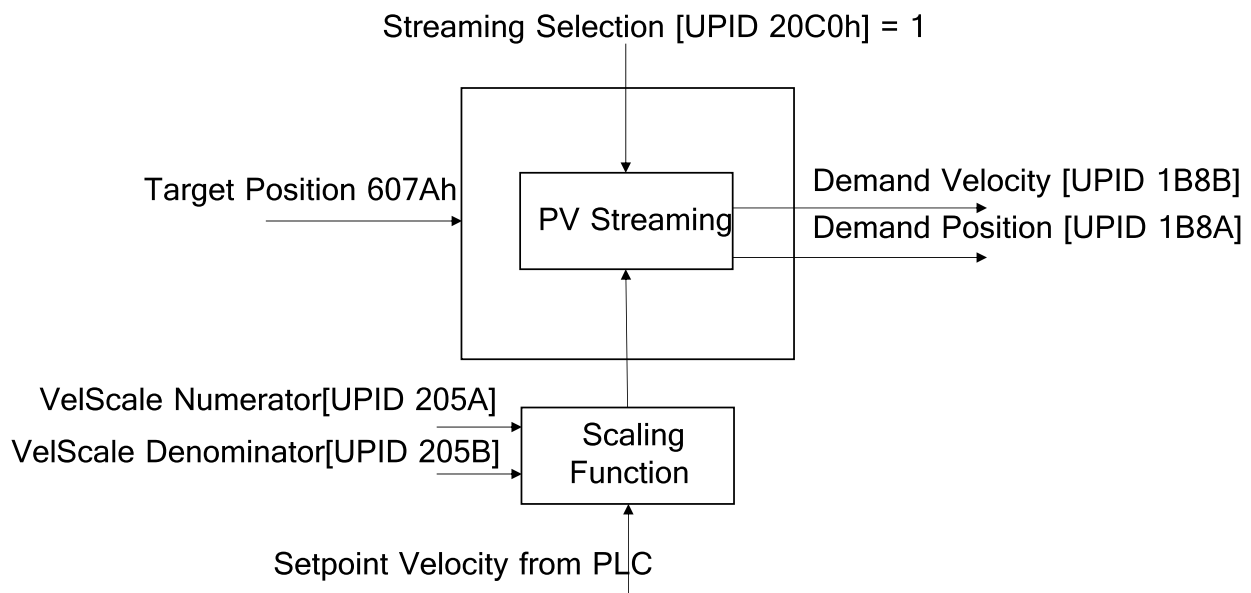 Streaming Selection [UPID 20C0h] = 1
Target Position 607Ah
PV Streaming
Demand Velocity [UPID 1B8B]
Demand Position [UPID 1B8A]
VelScale Numerator[UPID 205A]
VelScale Denominator[UPID 205B]
Scaling
Function
Setpoint Velocity from PLC